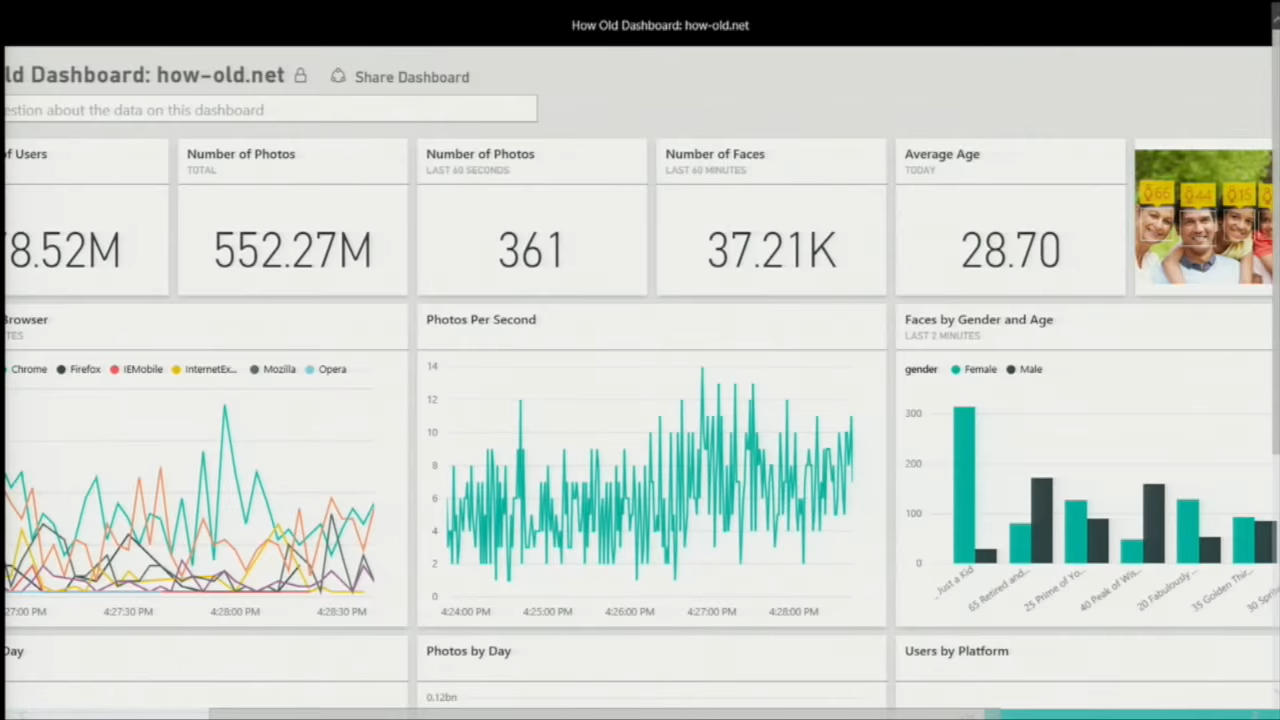 How Old Dashboard: how-old.net
ld Dashboard: how-old.net
Share Dashboard
estion about the data on this dashboard
of Users
8.52M
Number of Photos
TOTAL
552.27M
Number of Photos
LAST 60 SECONDS
361
Number of Faces
LAST 60 MINUTES
37.21K
Average Age
TODAY
28.70
66
44
15
Browser
TES
Chrome
Firefox
IEMobile
InternetEx...
Mozilla
Opera
27:00 PM
4:27:30 PM
4:28:00 PM
4:28:30 PM
Photos Per Second
14
12
10
8
6
4
2
0
4:24:00 PM
4:25:00 PM
4:26:00 PM
4:27:00 PM
4:28:00 PM
Faces by Gender and Age
LAST 2 MINUTES
gender
Female
Male
300
200
100
0
...Just a Kid
65 Retired and...
25 Prime of Yo...
40 Peak of Wis...
20 Fabulously ...
35 Golden Thir...
30 Spri
Day
Photos by Day
0.12bn
Users by Platform